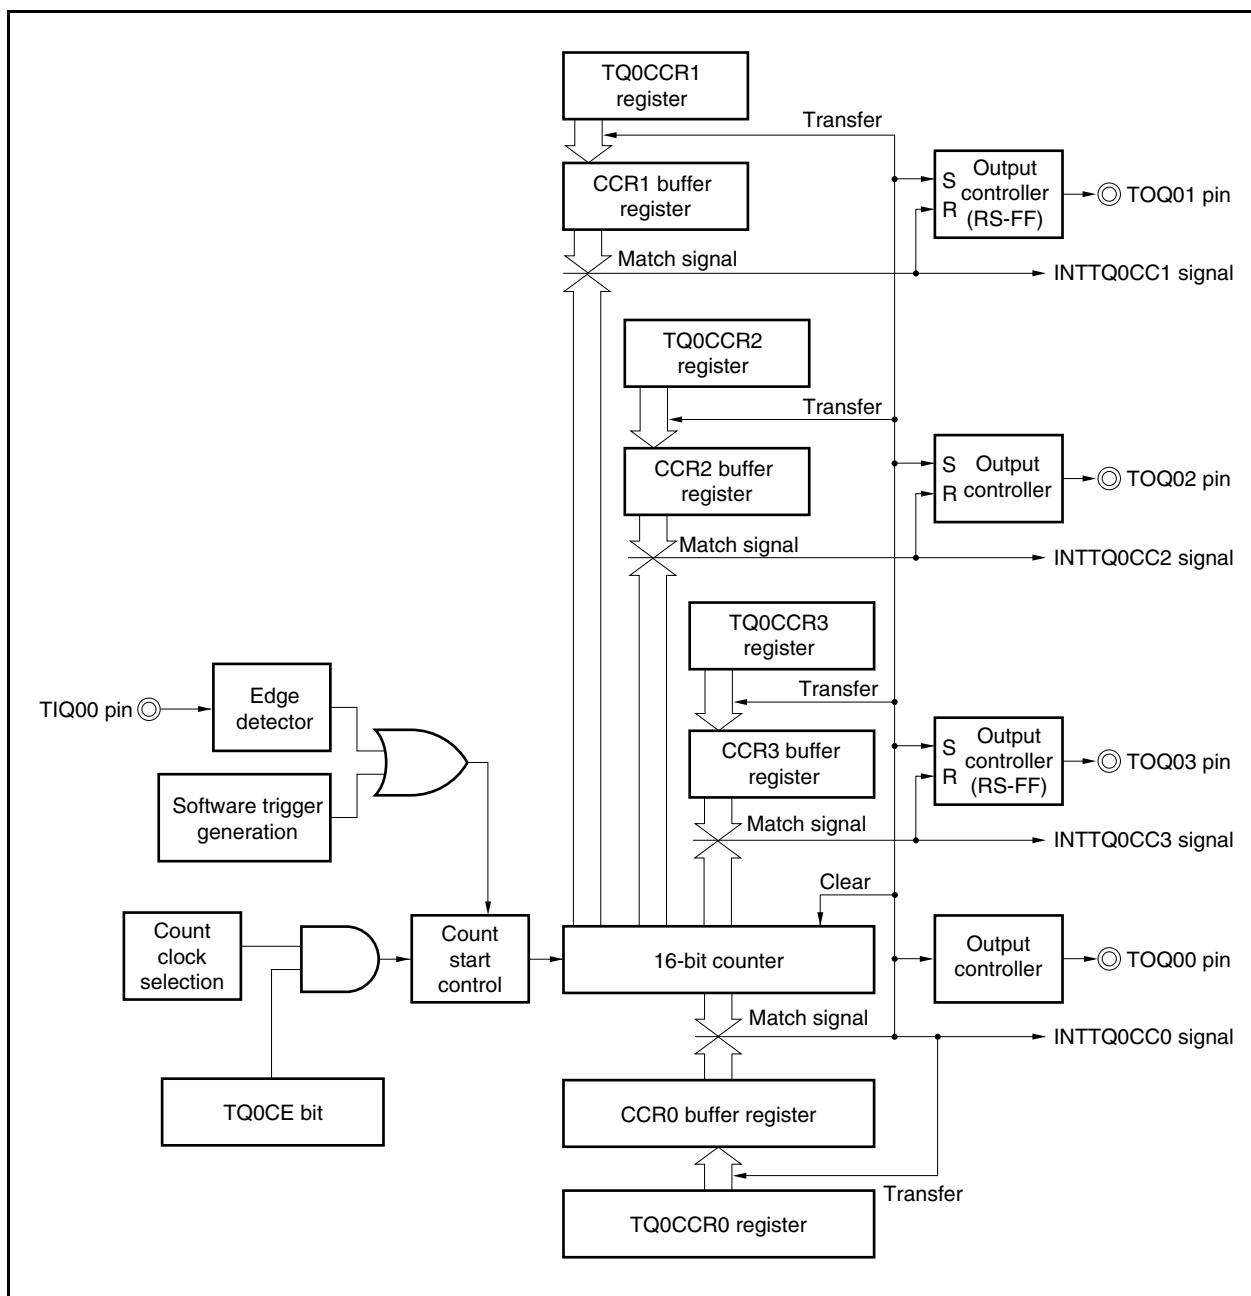 TQ0CCR1
register
Transfer
CCR1 buffer
register
S
R
Output
controller
(RS-FF)
TOQ01 pin
Match signal
INTTQ0CC1 signal
TQ0CCR2
register
Transfer
CCR2 buffer
register
S
R
Output
controller
TOQ02 pin
Match signal
INTTQ0CC2 signal
TQ0CCR3
register
Transfer
TIQ00 pin
Edge
detector
CCR3 buffer
register
S
R
Output
controller
(RS-FF)
TOQ03 pin
Software trigger
generation
Match signal
INTTQ0CC3 signal
Clear
Count
clock
selection
Count
start
control
16-bit counter
Output
controller
TOQ00 pin
Match signal
INTTQ0CC0 signal
TQ0CE bit
CCR0 buffer register
Transfer
TQ0CCR0 register